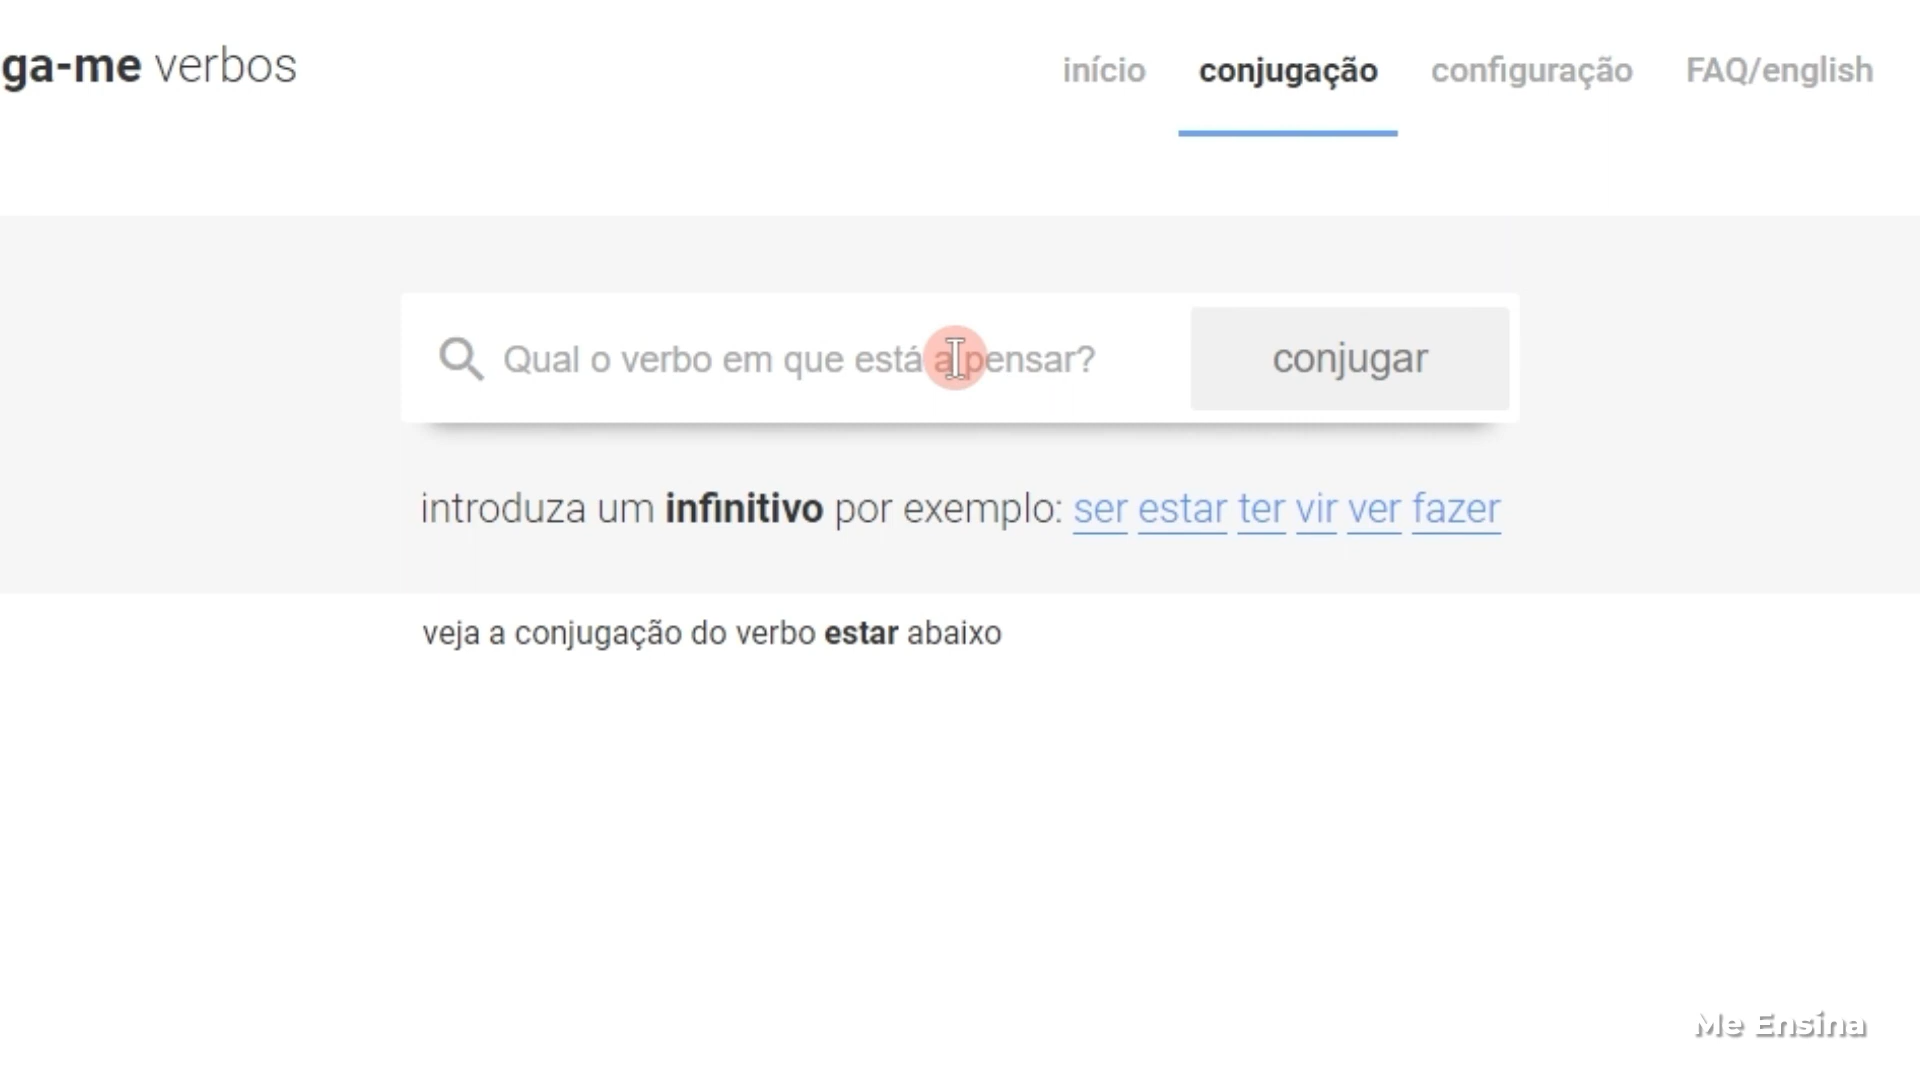 ga-me verbos
início conjugação configuração FAQ/english
Qual o verbo em que está a pensar?
conjugar
introduza um infinitivo por exemplo: ser estar ter vir ver fazer
veja a conjugação do verbo estar abaixo
Me Ensina